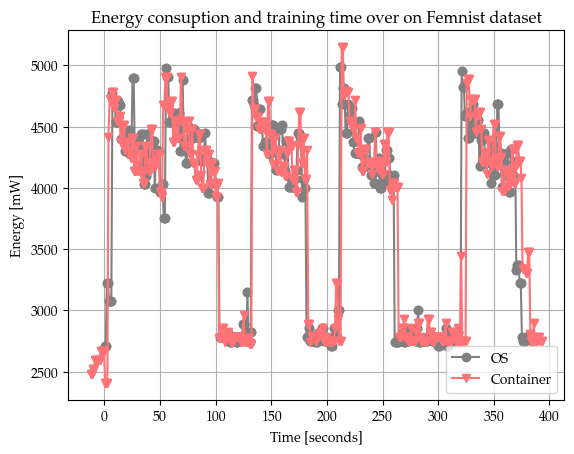 Energy consuption and training time over on Femnist dataset
Energy [mW]
5000
4500
4000
3500
3000
2500
OS
Container
0 50 100 150 200 250 300 350 400
Time [seconds]